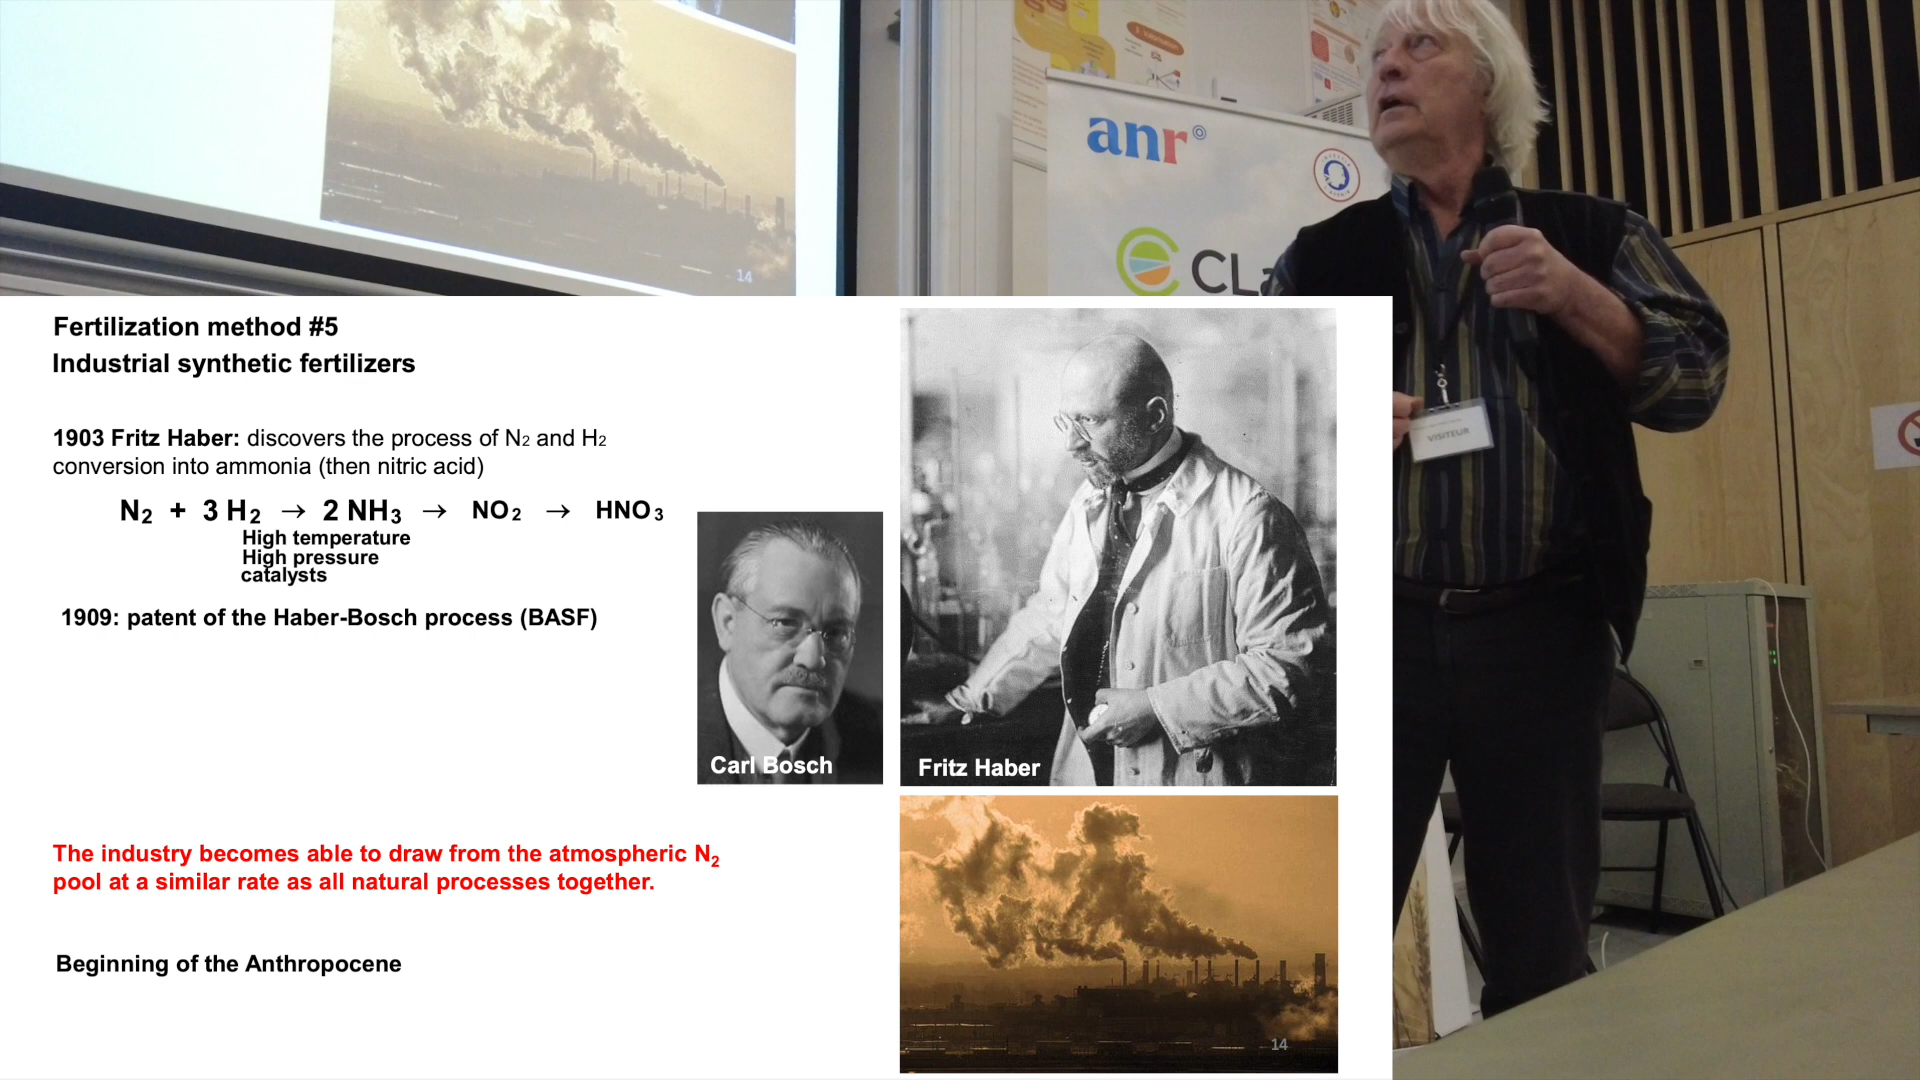 14
anr
CLa
VISITEUR
Fertilization method #5
Industrial synthetic fertilizers
1903 Fritz Haber: discovers the process of N2 and H2
conversion into ammonia (then nitric acid)
N2 + 3 H2 → 2 NH3 → NO2 → HNO3
High temperature
High pressure
catalysts
1909: patent of the Haber-Bosch process (BASF)
Carl Bosch
Fritz Haber
The industry becomes able to draw from the atmospheric N2
pool at a similar rate as all natural processes together.
Beginning of the Anthropocene
14